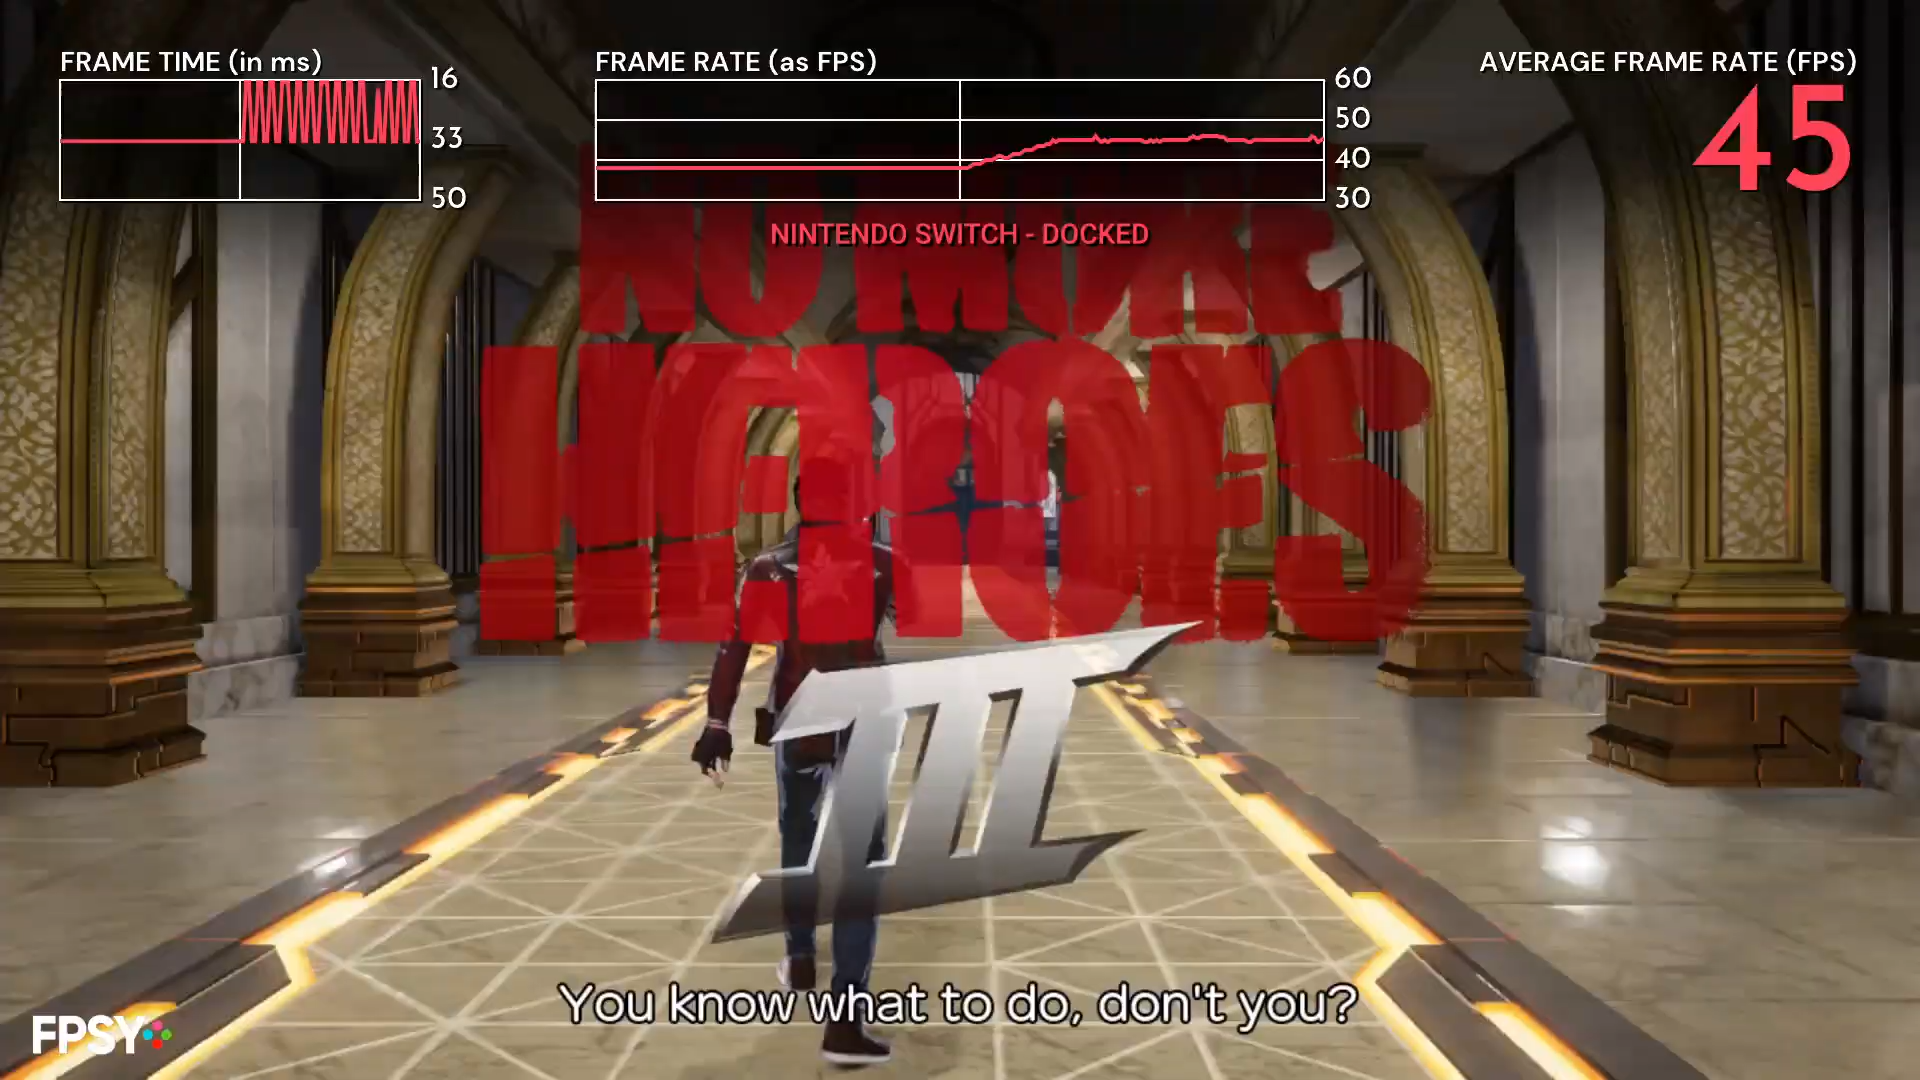 FRAME TIME (in ms)
16
33
50
FRAME RATE (as FPS)
60
50
40
30
AVERAGE FRAME RATE (FPS)
45
NINTENDO SWITCH - DOCKED
NO MORE
HEROES
III
You know what to do, don't you?
FPSY